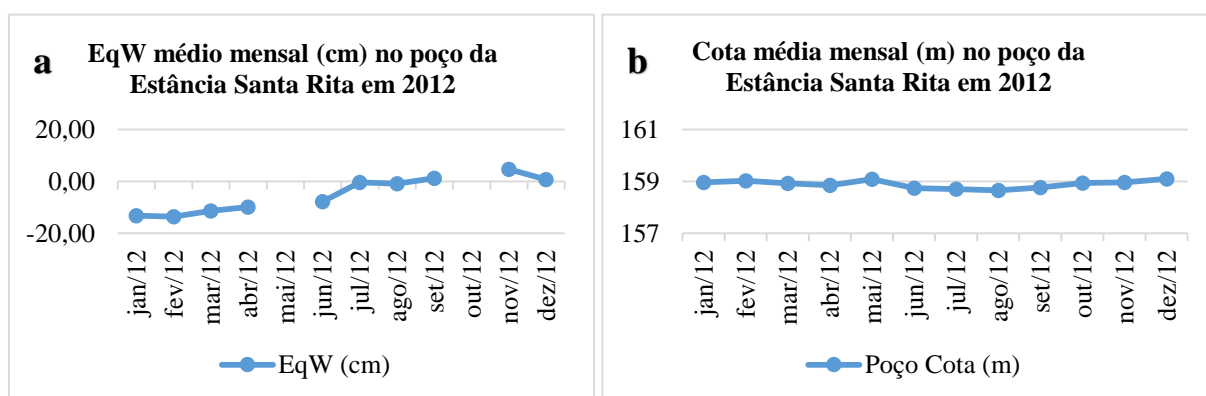 a
EqW médio mensal (cm) no poço da
Estância Santa Rita em 2012
20,00
0,00
-20,00
jan/12
fev/12
mar/12
abr/12
mai/12
jun/12
jul/12
ago/12
set/12
out/12
nov/12
dez/12
EqW (cm)
b
Cota média mensal (m) no poço da
Estância Santa Rita em 2012
161
159
157
jan/12
fev/12
mar/12
abr/12
mai/12
jun/12
jul/12
ago/12
set/12
out/12
nov/12
dez/12
Poço Cota (m)